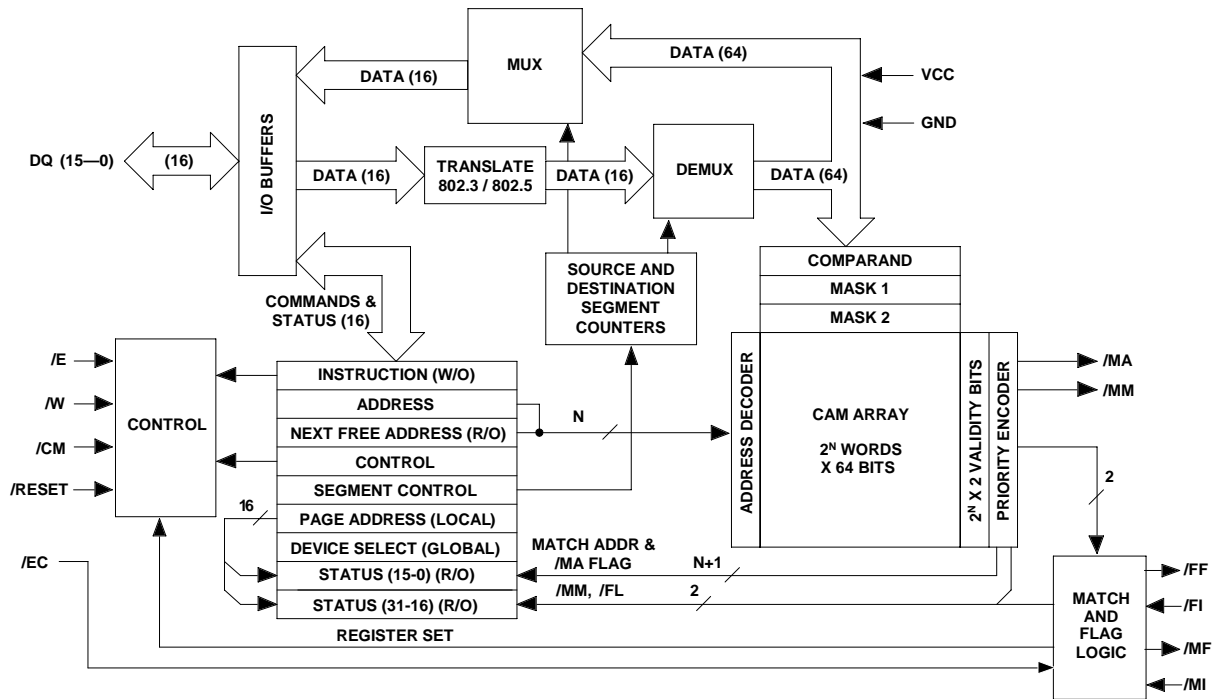 MUX
DATA (64)
DATA (16)
VCC
GND
DQ (15—0)
(16)
I/O BUFFERS
DATA (16)
TRANSLATE
802.3 / 802.5
DATA (16)
DEMUX
DATA (64)
COMMANDS &
STATUS (16)
SOURCE AND
DESTINATION
SEGMENT
COUNTERS
COMPARAND
MASK 1
MASK 2
/E
/W
/CM
/RESET
CONTROL
INSTRUCTION (W/O)
ADDRESS
NEXT FREE ADDRESS (R/O)
CONTROL
SEGMENT CONTROL
PAGE ADDRESS (LOCAL)
DEVICE SELECT (GLOBAL)
STATUS (15-0) (R/O)
STATUS (31-16) (R/O)
REGISTER SET
16
N
ADDRESS DECODER
CAM ARRAY
2^N WORDS
X 64 BITS
2^N X 2 VALIDITY BITS
PRIORITY ENCODER
/MA
/MM
2
MATCH ADDR &
/MA FLAG
N+1
/MM, /FL
2
/EC
MATCH
AND
FLAG
LOGIC
/FF
/FI
/MF
/MI